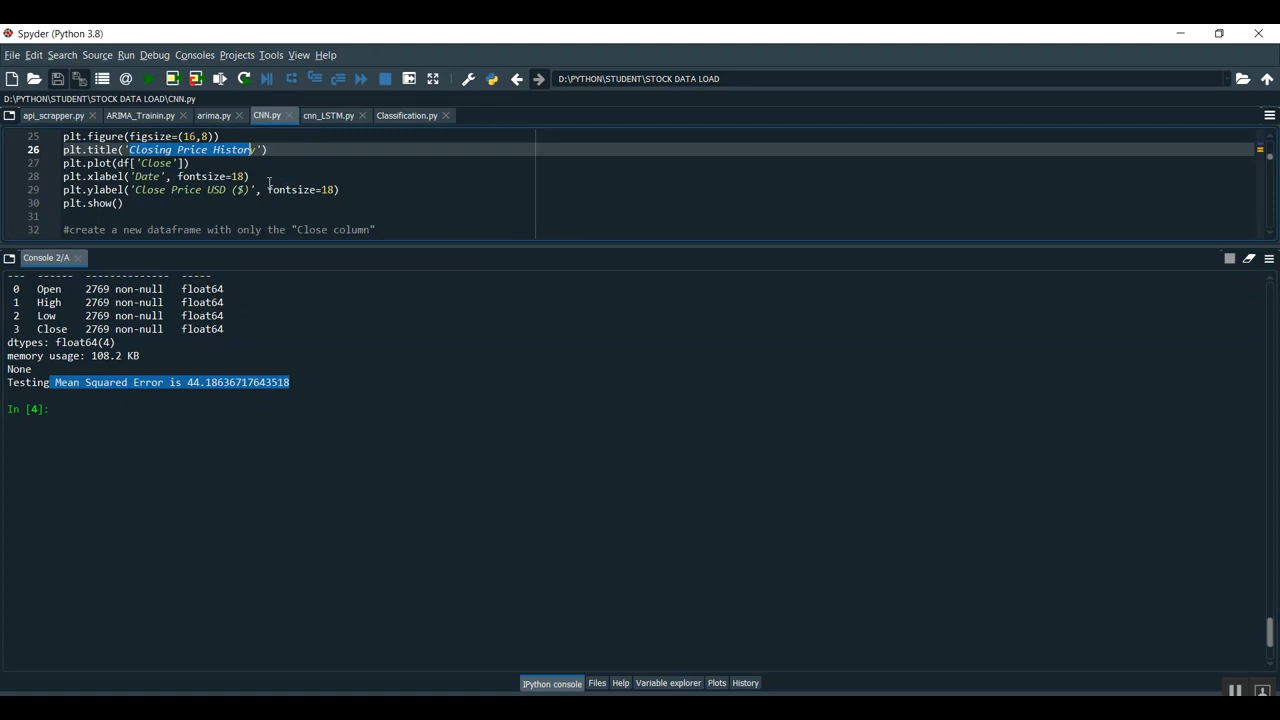 Spyder (Python 3.8)
File Edit Search Source Run Debug Consoles Projects Tools View Help
D:\PYTHON\STUDENT\STOCK DATA LOAD
D:\PYTHON\STUDENT\STOCK DATA LOAD\CNN.py
api_scrapper.py ARIMA_Trainin.py arima.py CNN.py cnn_LSTM.py Classification.py
25 plt.figure(figsize=(16,8))
26 plt.title('Closing Price History')
27 plt.plot(df['Close'])
28 plt.xlabel('Date', fontsize=18)
29 plt.ylabel('Close Price USD ($)', fontsize=18)
30 plt.show()
31
32 #create a new dataframe with only the "Close column"
Console 2/A
--- ------ -------------- -----
0 Open 2769 non-null float64
1 High 2769 non-null float64
2 Low 2769 non-null float64
3 Close 2769 non-null float64
dtypes: float64(4)
memory usage: 108.2 KB
None
Testing Mean Squared Error is 44.18636717643518
In [4]:
IPython console Files Help Variable explorer Plots History